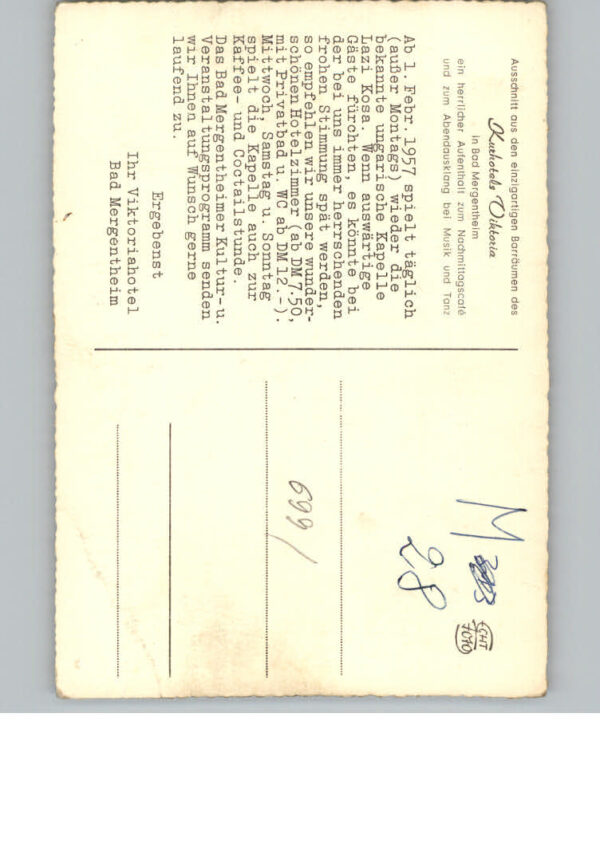 Ausschnitt aus den einzigartigen Barräumen des
Kurhotels Viktoria
in Bad Mergentheim
ein herrlicher Aufenthalt zum Nachmittagscafé
und zum Abendausklang bei Musik und Tanz
Ab 1. Febr. 1957 spielt täglich
(außer Montags) wieder die
bekannte ungarische Kapelle
Lazi Kosa. Wenn auswärtige
Gäste fürchten, es könnte bei
der bei uns immer herrschenden
frohen Stimmung spät werden,
so empfehlen wir unsere wunder-
schönen Hotelzimmer (ab DM 7.50,
mit Privatbad u. WC ab DM 12.-).
Mittwoch, Samstag u. Sonntag
spielt die Kapelle auch zur
Kaffee- und Coctailstunde.
Das Bad Mergentheimer Kultur- u.
Veranstaltungsprogramm senden
wir Ihnen auf Wunsch gerne
laufend zu.
Ergebenst
Ihr Viktoriahotel
Bad Mergentheim
M
28
699/
ECHT
FOTO